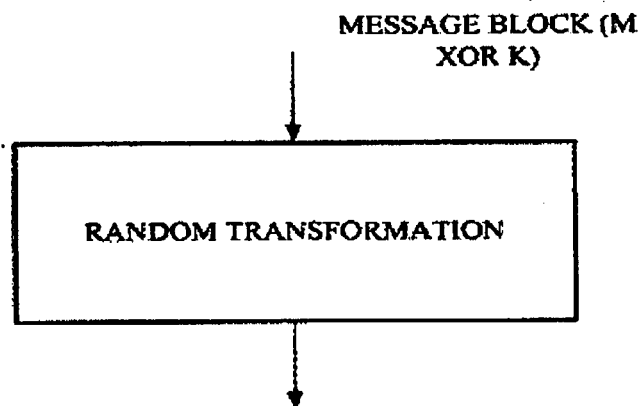 MESSAGE BLOCK (M
XOR K)
RANDOM TRANSFORMATION